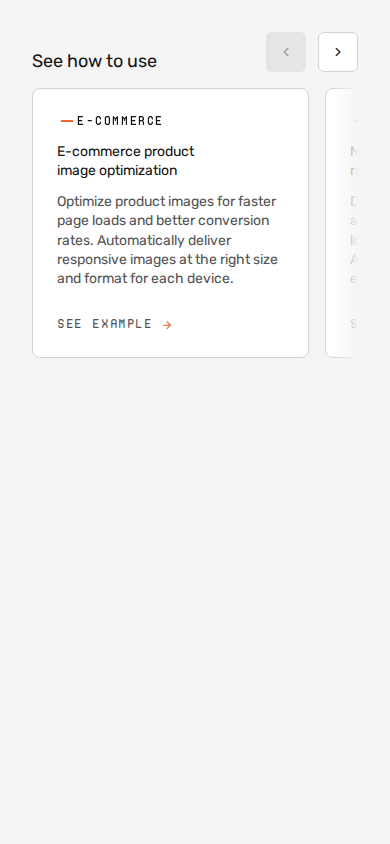 See how to use
E-COMMERCE
E-commerce product
image optimization
Optimize product images for faster
page loads and better conversion
rates. Automatically deliver
responsive images at the right size
and format for each device.
SEE EXAMPLE →